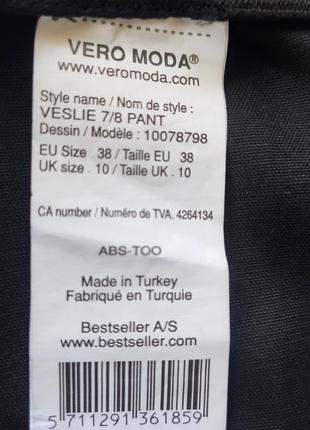 VERO MODA®
www.veromoda.com
Style name / Nom de style :
VESLIE 7/8 PANT
Dessin / Modèle : 10078798
EU Size : 38 / Taille EU : 38
UK size . 10 / Taille UK . 10
CA number / Numéro de TVA. 4264134
ABS-TOO
Made in Turkey
Fabriqué en Turquie
Bestseller A/S
www.bestseller.com
5 711291 361859